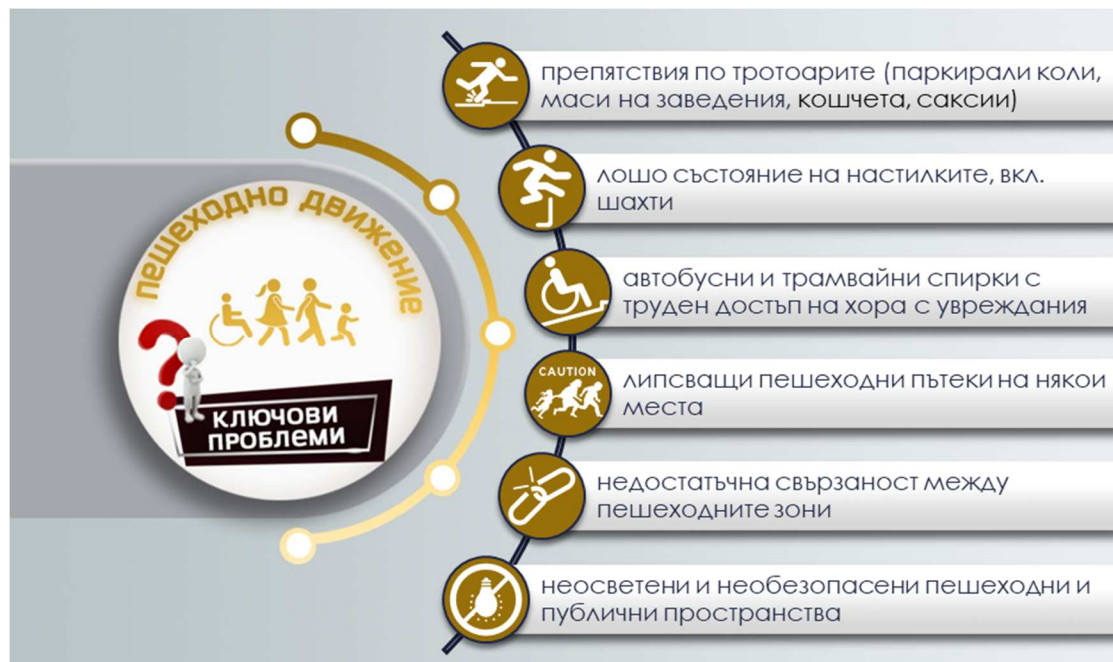 пешеходно движение
КЛЮЧОВИ
ПРОБЛЕМИ
препятствия по тротоарите (паркирали коли,
маси на заведения, кошчета, саксии)
лошо състояние на настилките, вкл.
шахти
автобусни и трамвайни спирки с
труден достъп на хора с увреждания
CAUTION
липсващи пешеходни пътеки на някои
места
недостатъчна свързаност между
пешеходните зони
неосветени и необезопасени пешеходни и
публични пространства